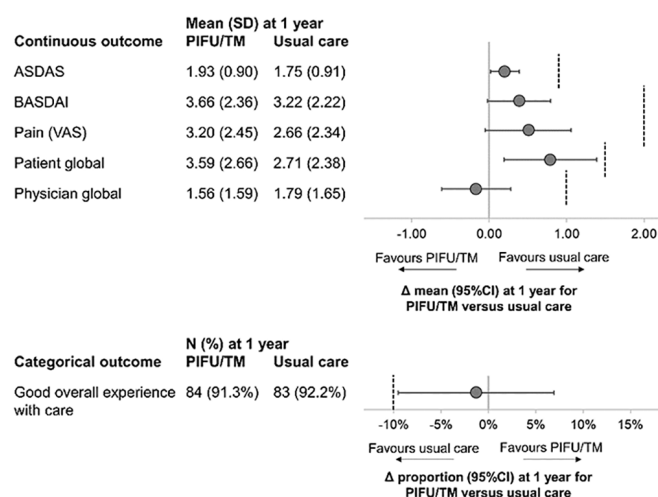 Mean (SD) at 1 year
Continuous outcome PIFU/TM Usual care
ASDAS 1.93 (0.90) 1.75 (0.91)
BASDAI 3.66 (2.36) 3.22 (2.22)
Pain (VAS) 3.20 (2.45) 2.66 (2.34)
Patient global 3.59 (2.66) 2.71 (2.38)
Physician global 1.56 (1.59) 1.79 (1.65)
-1.00 0.00 1.00 2.00
Favours PIFU/TM Favours usual care
Δ mean (95%CI) at 1 year for
PIFU/TM versus usual care
N (%) at 1 year
Categorical outcome PIFU/TM Usual care
Good overall experience 84 (91.3%) 83 (92.2%)
with care
-10% -5% 0% 5% 10% 15%
Favours usual care Favours PIFU/TM
Δ proportion (95%CI) at 1 year for
PIFU/TM versus usual care